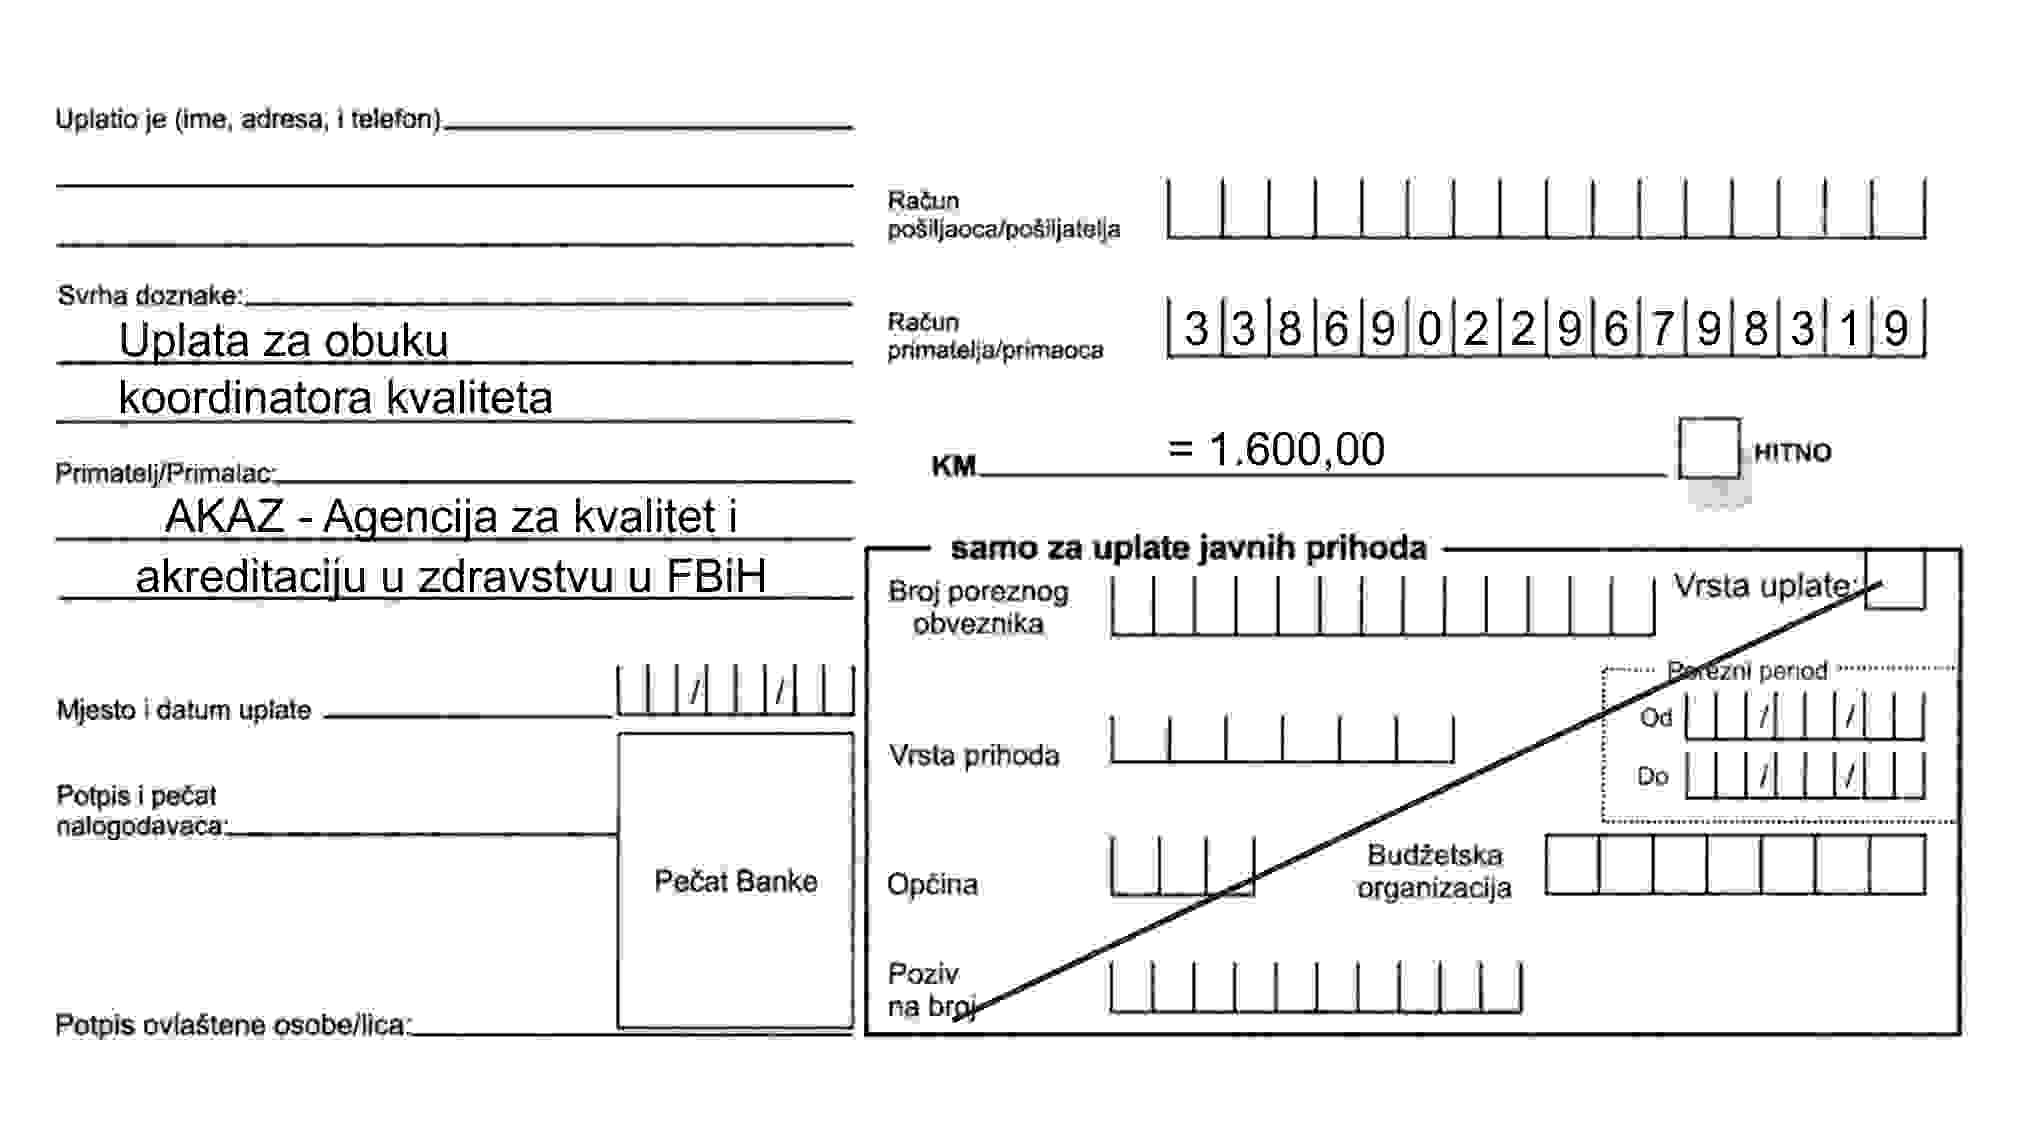 Uplatio je (ime, adresa, i telefon)
Svrha doznake:
Uplata za obuku
koordinatora kvaliteta
Primatelj/Primalac:
AKAZ - Agencija za kvalitet i
akreditaciju u zdravstvu u FBiH
Mjesto i datum uplate / /
Potpis i pečat
nalogodavaca:
Pečat Banke
Potpis ovlaštene osobe/lica:
Račun
pošiljaoca/pošiljatelja
Račun
primatelja/primaoca
3386902296798319
KM = 1.600,00
HITNO
samo za uplate javnih prihoda
Broj poreznog
obveznika
Vrsta uplate:
Porezni period
Od / /
Do / /
Vrsta prihoda
Općina
Budžetska
organizacija
Poziv
na broj